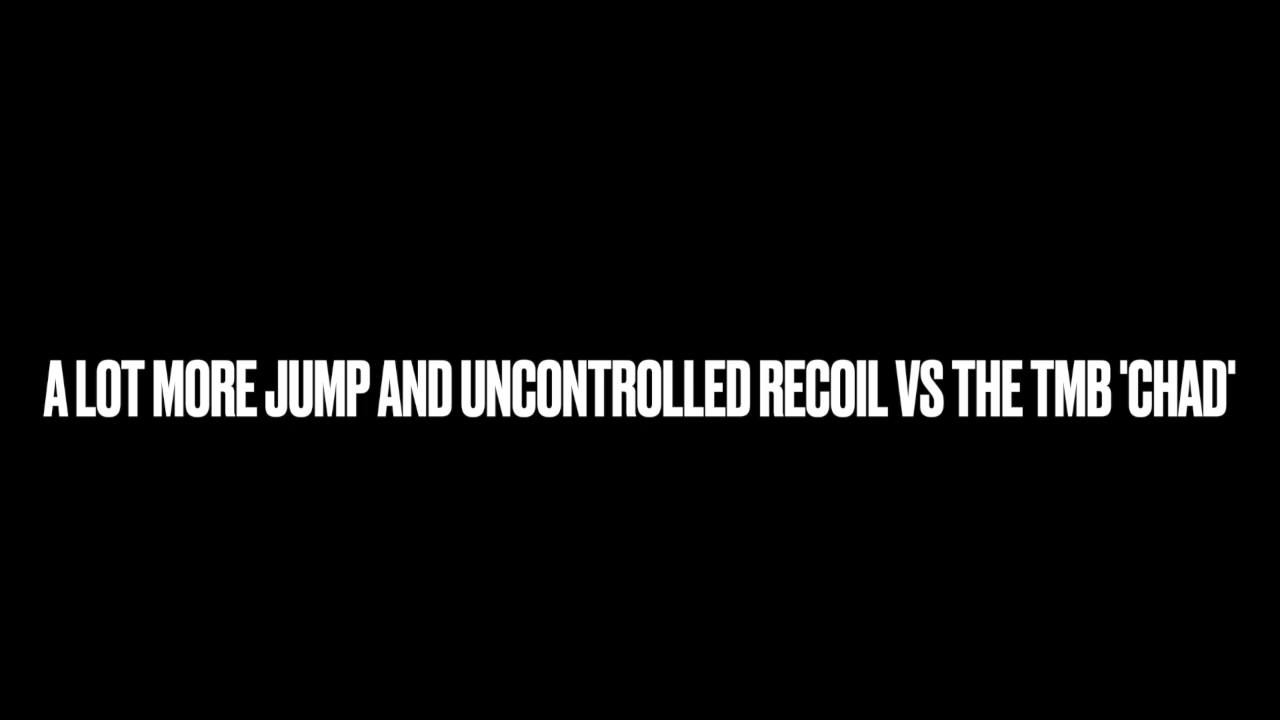 A LOT MORE JUMP AND UNCONTROLLED RECOIL VS THE TMB 'CHAD'